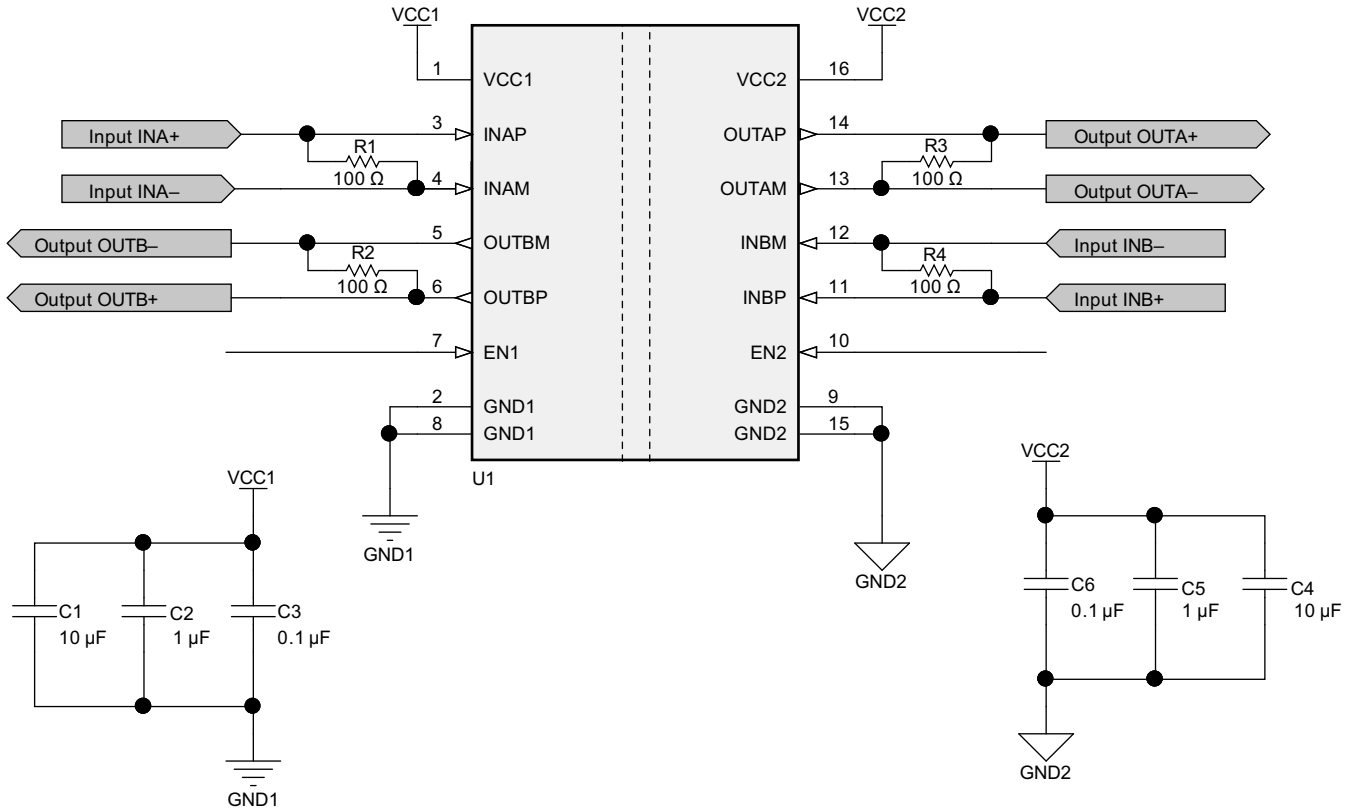 VCC1
VCC2
1
VCC1
VCC2
16
Input INA+
3
INAP
OUTAP
14
Output OUTA+
R1
100 Ω
R3
100 Ω
Input INA–
4
INAM
OUTAM
13
Output OUTA–
Output OUTB–
5
OUTBM
INBM
12
Input INB–
R2
100 Ω
R4
100 Ω
Output OUTB+
6
OUTBP
INBP
11
Input INB+
7
EN1
EN2
10
2
GND1
GND2
9
8
GND1
GND2
15
U1
GND1
GND2
VCC1
C1
10 µF
C2
1 µF
C3
0.1 µF
GND1
VCC2
C6
0.1 µF
C5
1 µF
C4
10 µF
GND2